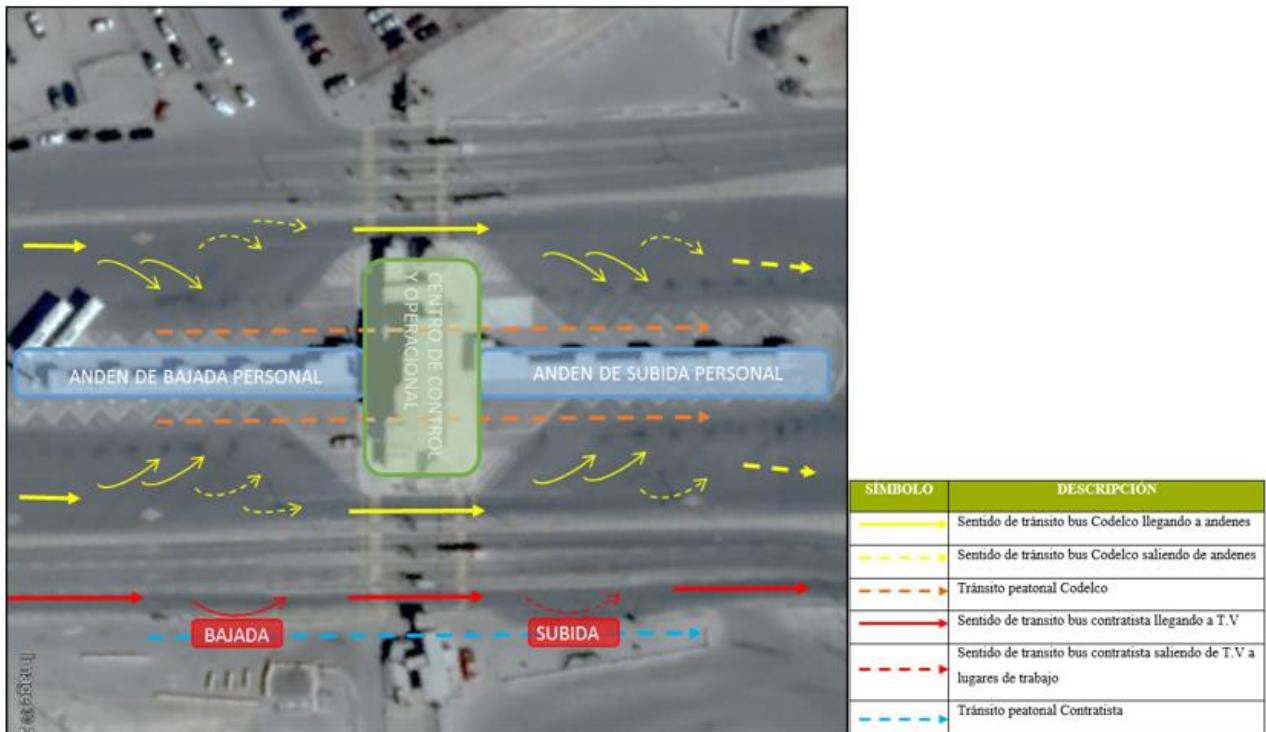 CENTRO DE CONTROL
Y OPERACIONAL
ANDEN DE BAJADA PERSONAL
ANDEN DE SUBIDA PERSONAL
BAJADA
SUBIDA
Image ©
SÍMBOLO DESCRIPCIÓN
Sentido de tránsito bus Codelco llegando a andenes
Sentido de tránsito bus Codelco saliendo de andenes
Tránsito peatonal Codelco
Sentido de transito bus contratista llegando a T.V
Sentido de transito bus contratista saliendo de T.V a
lugares de trabajo
Tránsito peatonal Contratista